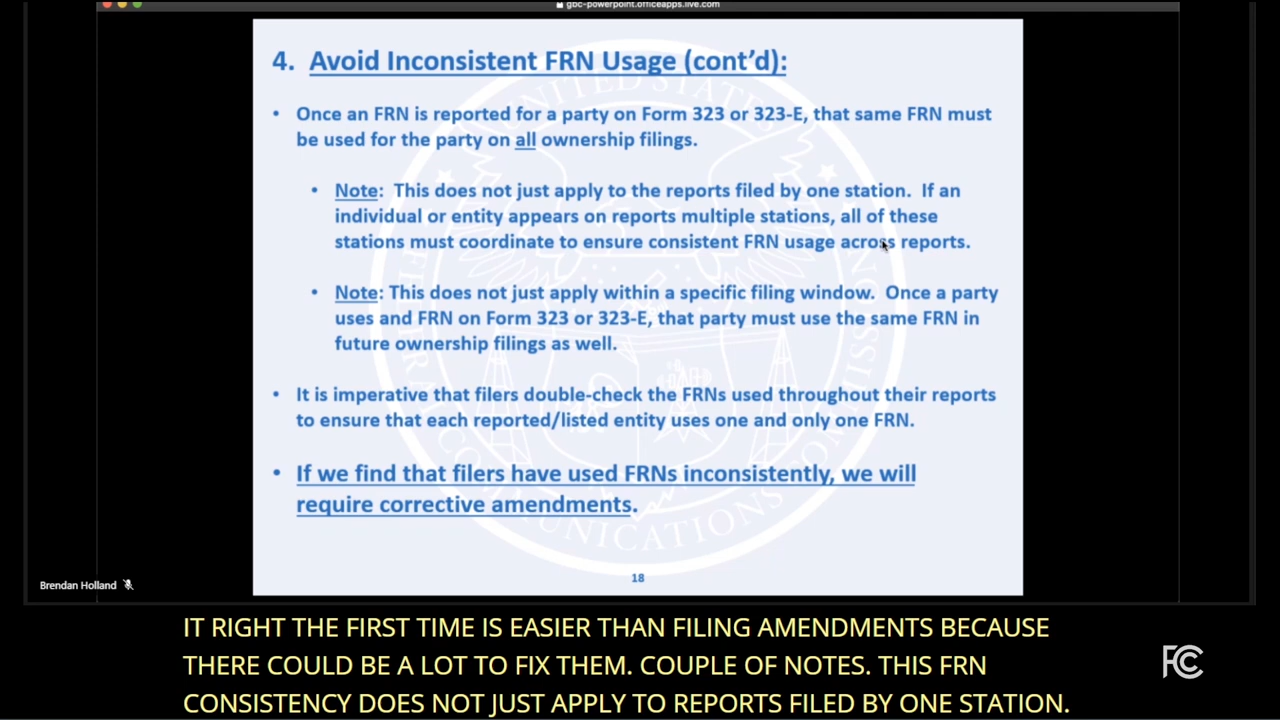 gbc-powerpoint.officeapps.live.com
4. Avoid Inconsistent FRN Usage (cont'd):
• Once an FRN is reported for a party on Form 323 or 323-E, that same FRN must
be used for the party on all ownership filings.
• Note: This does not just apply to the reports filed by one station. If an
individual or entity appears on reports multiple stations, all of these
stations must coordinate to ensure consistent FRN usage across reports.
• Note: This does not just apply within a specific filing window. Once a party
uses and FRN on Form 323 or 323-E, that party must use the same FRN in
future ownership filings as well.
• It is imperative that filers double-check the FRNs used throughout their reports
to ensure that each reported/listed entity uses one and only one FRN.
• If we find that filers have used FRNs inconsistently, we will
require corrective amendments.
18
Brendan Holland
IT RIGHT THE FIRST TIME IS EASIER THAN FILING AMENDMENTS BECAUSE
THERE COULD BE A LOT TO FIX THEM. COUPLE OF NOTES. THIS FRN
CONSISTENCY DOES NOT JUST APPLY TO REPORTS FILED BY ONE STATION.
FCC